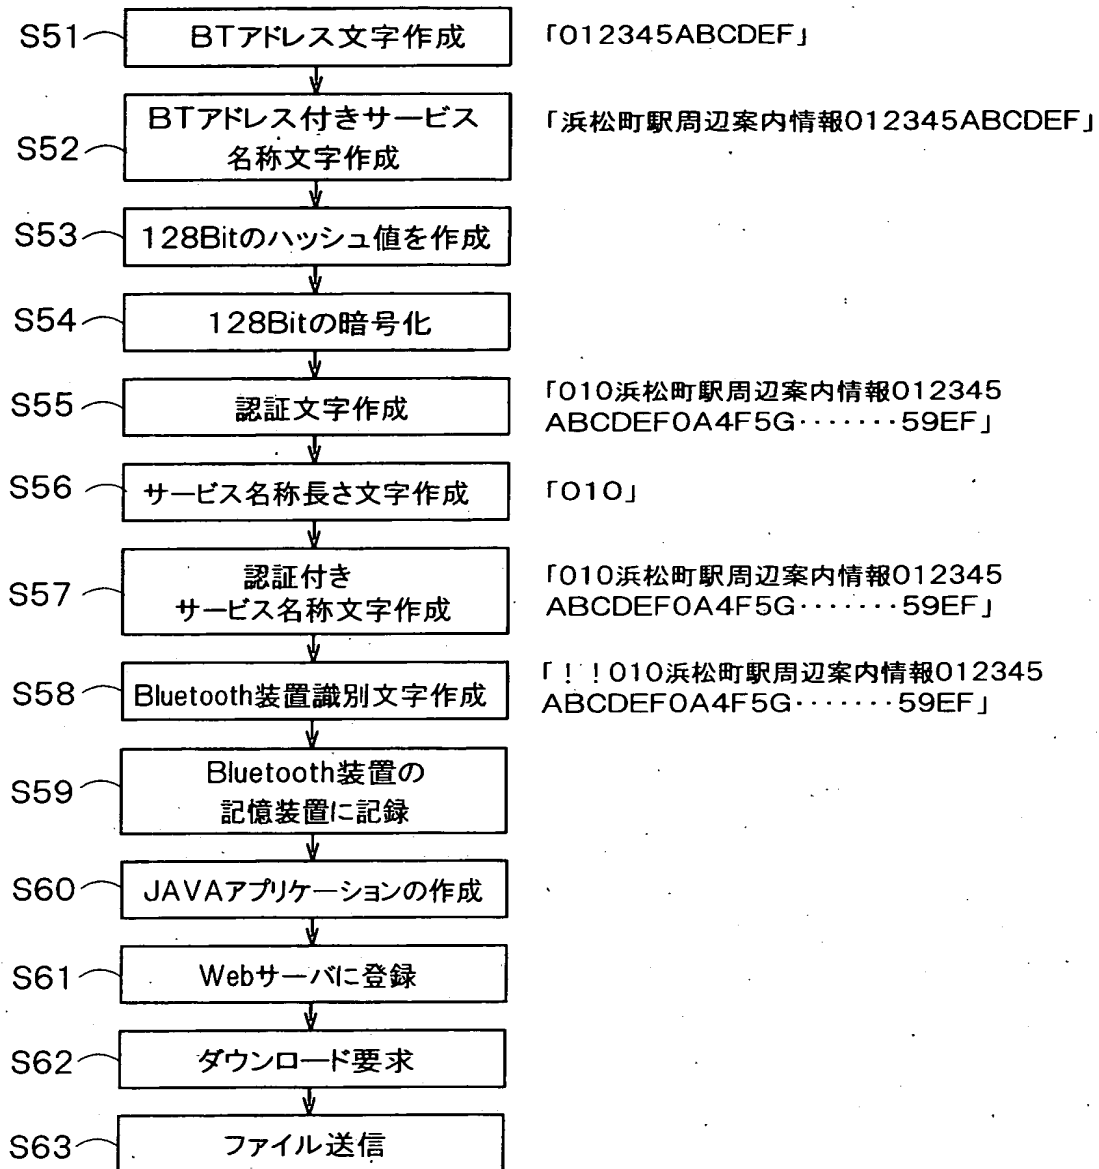 S51 BTアドレス文字作成 「012345ABCDEF」
S52 BTアドレス付きサービス
名称文字作成 「浜松町駅周辺案内情報012345ABCDEF」
S53 128Bitのハッシュ値を作成
S54 128Bitの暗号化
S55 認証文字作成 「010浜松町駅周辺案内情報012345
ABCDEF0A4F5G・・・・・・・59EF」
S56 サービス名称長さ文字作成 「010」
S57 認証付き
サービス名称文字作成 「010浜松町駅周辺案内情報012345
ABCDEF0A4F5G・・・・・・・59EF」
S58 Bluetooth装置識別文字作成 「！！010浜松町駅周辺案内情報012345
ABCDEF0A4F5G・・・・・・・59EF」
S59 Bluetooth装置の
記憶装置に記録
S60 JAVAアプリケーションの作成
S61 Webサーバに登録
S62 ダウンロード要求
S63 ファイル送信